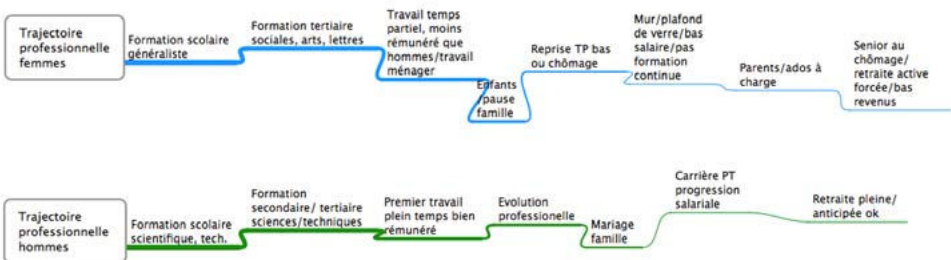 Trajectoire
professionnelle
femmes
Formation scolaire
généraliste
Formation tertiaire
sociales, arts, lettres
Travail temps
partiel, moins
rémunéré que
hommes/travail
ménager
Enfants
/pause
famille
Reprise TP bas
ou chômage
Mur/plafond
de verre/bas
salaire/pas
formation
continue
Parents/ados à
charge
Senior au
chômage/
retraite active
forcée/bas
revenus
Trajectoire
professionnelle
hommes
Formation scolaire
scientifique, tech.
Formation
secondaire/ tertiaire
sciences/techniques
Premier travail
plein temps bien
rémunéré
Evolution
professionelle
Mariage
famille
Carrière PT
progression
salariale
Retraite pleine/
anticipée ok